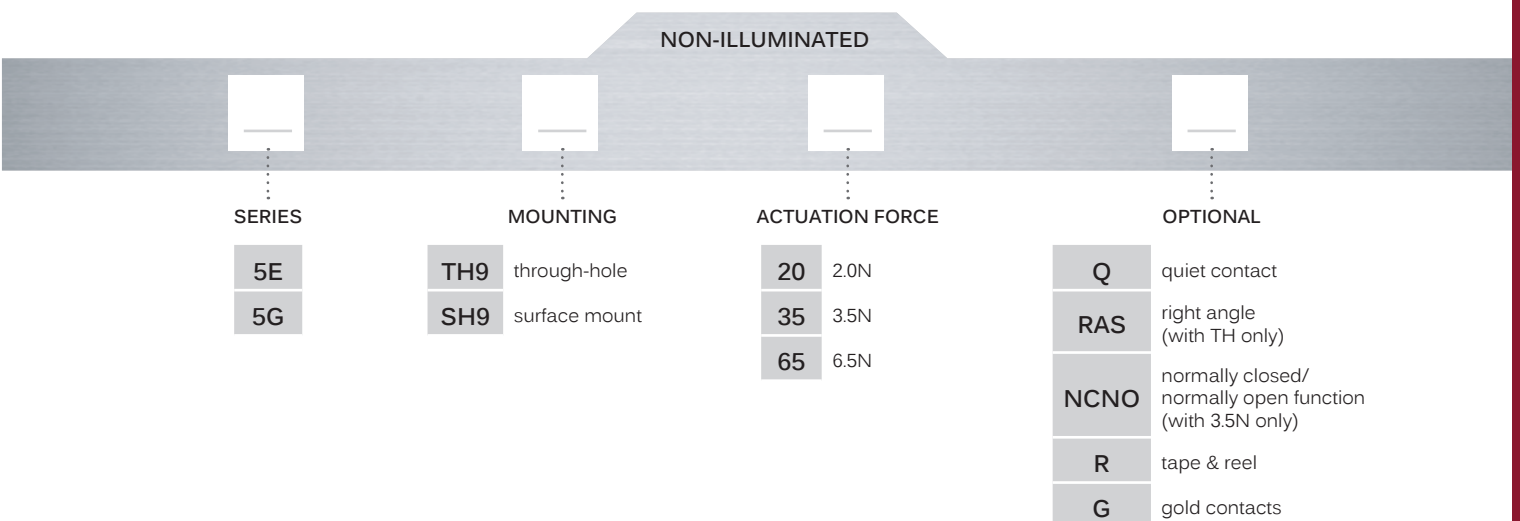 NON-ILLUMINATED
SERIES
5E
5G
MOUNTING
TH9 through-hole
SH9 surface mount
ACTUATION FORCE
20 2.0N
35 3.5N
65 6.5N
OPTIONAL
Q quiet contact
RAS right angle
(with TH only)
NCNO normally closed/
normally open function
(with 3.5N only)
R tape & reel
G gold contacts